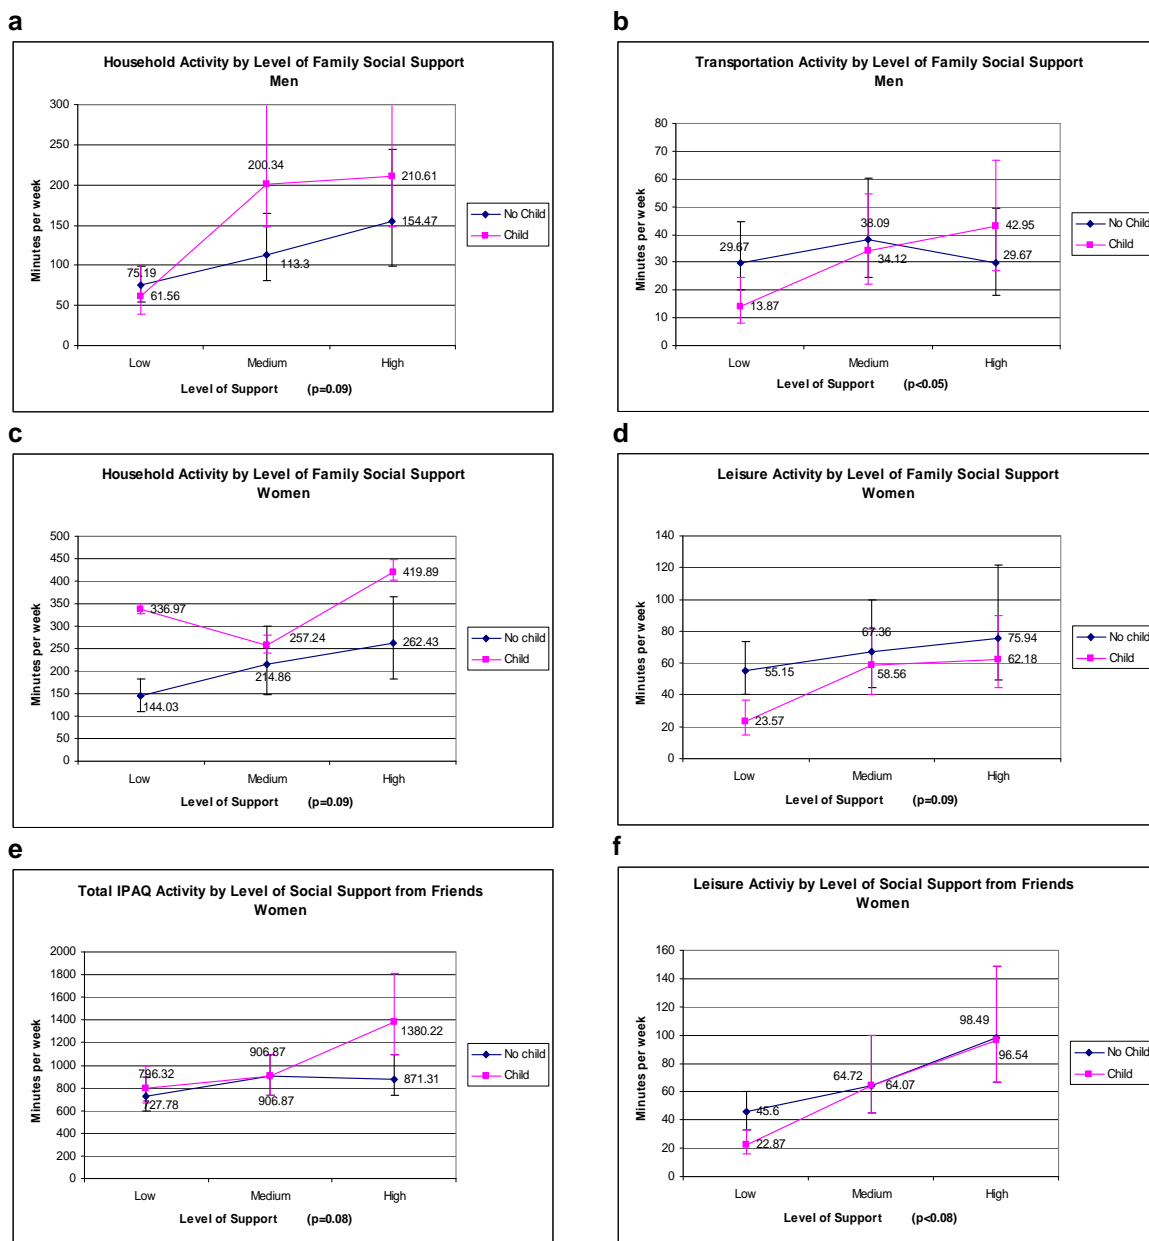 a
Household Activity by Level of Family Social Support
Men
300
250
200
150
100
50
0
Minutes per week
200.34
210.61
154.47
113.3
75.19
61.56
Low
Medium
High
Level of Support (p=0.09)
No Child
Child
b
Transportation Activity by Level of Family Social Support
Men
80
70
60
50
40
30
20
10
0
Minutes per week
29.67
38.09
42.95
34.12
29.67
13.87
Low
Medium
High
Level of Support (p<0.05)
No Child
Child
c
Household Activity by Level of Family Social Support
Women
500
450
400
350
300
250
200
150
100
50
0
Minutes per week
419.89
336.97
257.24
262.43
214.86
144.03
Low
Medium
High
Level of Support (p=0.09)
No child
Child
d
Leisure Activity by Level of Family Social Support
Women
140
120
100
80
60
40
20
0
Minutes per week
67.36
75.94
62.18
55.15
58.56
23.57
Low
Medium
High
Level of Support (p=0.09)
No child
Child
e
Total IPAQ Activity by Level of Social Support from Friends
Women
2000
1800
1600
1400
1200
1000
800
600
400
200
0
Minutes per week
1380.22
906.87
796.32
871.31
727.78
906.87
Low
Medium
High
Level of Support (p=0.08)
No child
Child
f
Leisure Activiy by Level of Social Support from Friends
Women
160
140
120
100
80
60
40
20
0
Minutes per week
98.49
96.54
64.72
64.07
45.6
22.87
Low
Medium
High
Level of Support (p<0.08)
No Child
Child